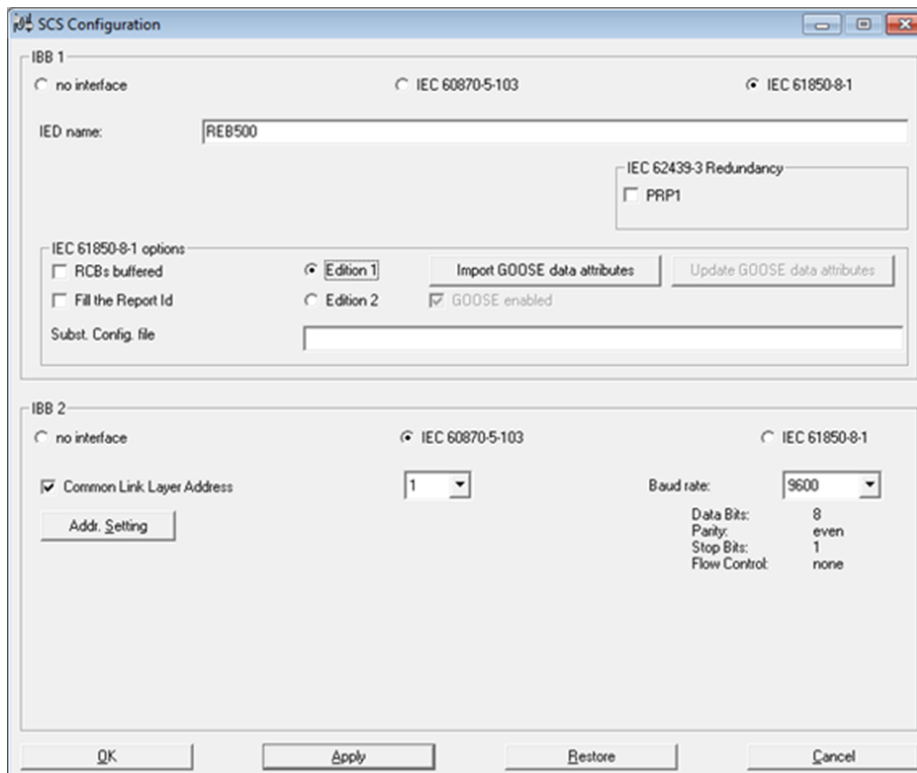 SCS Configuration
IBB 1
no interface
IEC 60870-5-103
IEC 61850-8-1
IED name:
REB500
IEC 62439-3 Redundancy
PRP1
IEC 61850-8-1 options
RCBs buffered
Edition 1
Import GOOSE data attributes
Update GOOSE data attributes
Fill the Report Id
Edition 2
GOOSE enabled
Subst. Config. file
IBB 2
no interface
IEC 60870-5-103
IEC 61850-8-1
Common Link Layer Address
1
Baud rate:
9600
Addr. Setting
Data Bits: 8
Parity: even
Stop Bits: 1
Flow Control: none
OK
Apply
Restore
Cancel